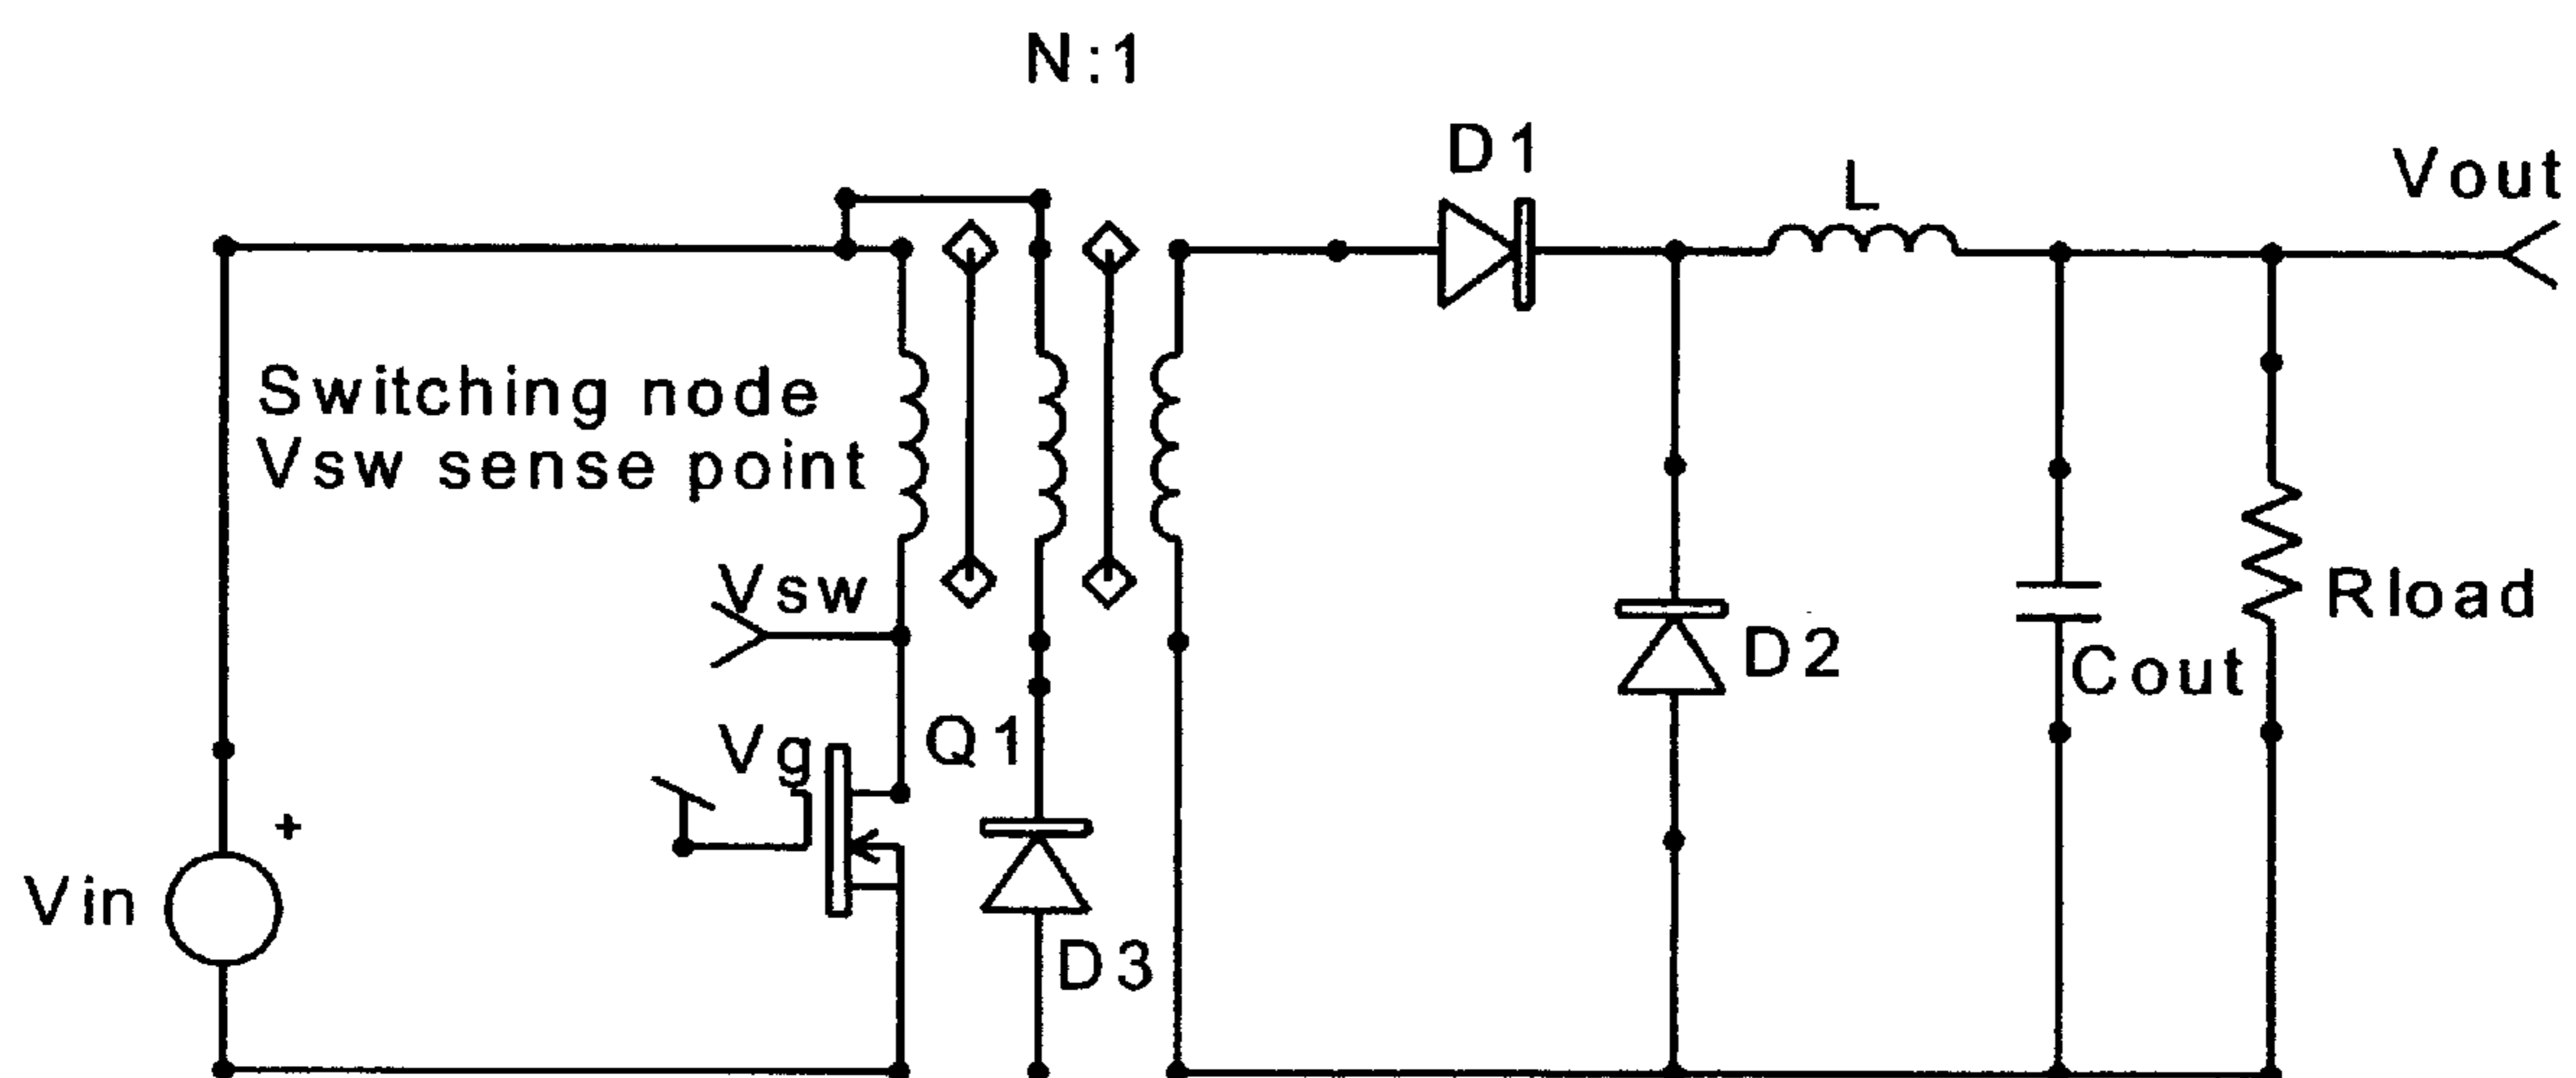 N:1
D1
L
Vout
Switching node
Vsw sense point
Vsw
Rload
D2
Cout
Vg
Q1
+
Vin
D3